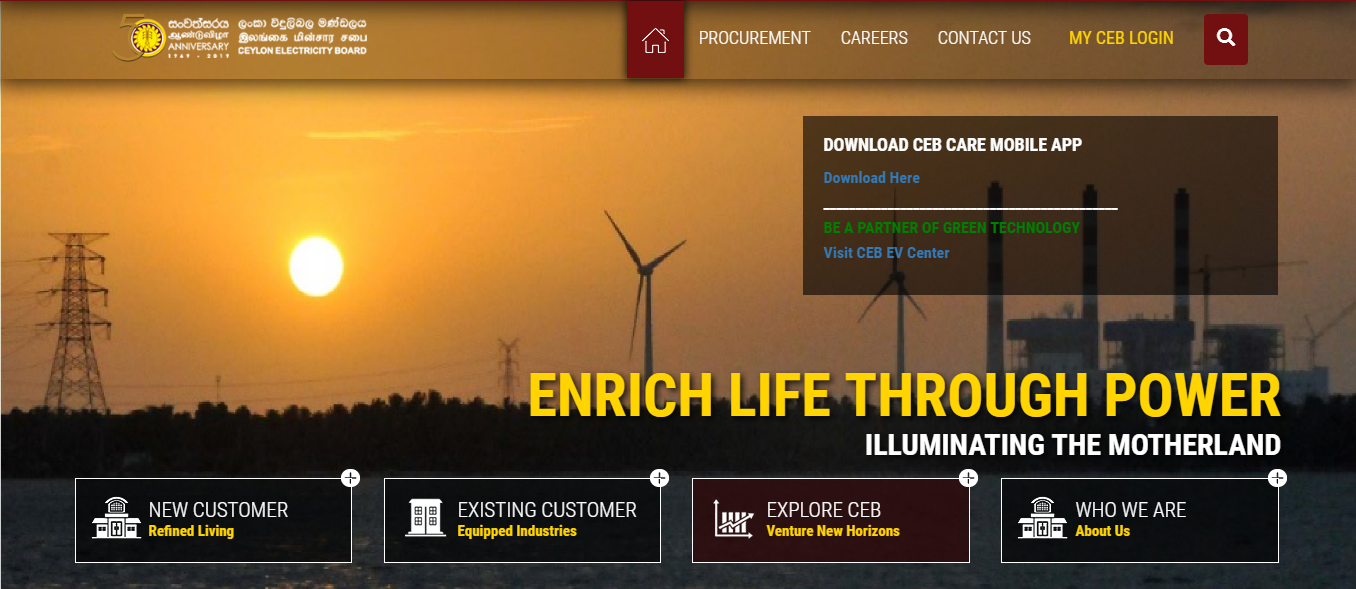 50
සංවත්සරය
ஆண்டுவிழா
ANNIVERSARY
1969 - 2019
ලංකා විදුලිබල මණ්ඩලය
இலங்கை மின்சார சபை
CEYLON ELECTRICITY BOARD
PROCUREMENT
CAREERS
CONTACT US
MY CEB LOGIN
DOWNLOAD CEB CARE MOBILE APP
Download Here
BE A PARTNER OF GREEN TECHNOLOGY
Visit CEB EV Center
ENRICH LIFE THROUGH POWER
ILLUMINATING THE MOTHERLAND
NEW CUSTOMER
Refined Living
EXISTING CUSTOMER
Equipped Industries
EXPLORE CEB
Venture New Horizons
WHO WE ARE
About Us